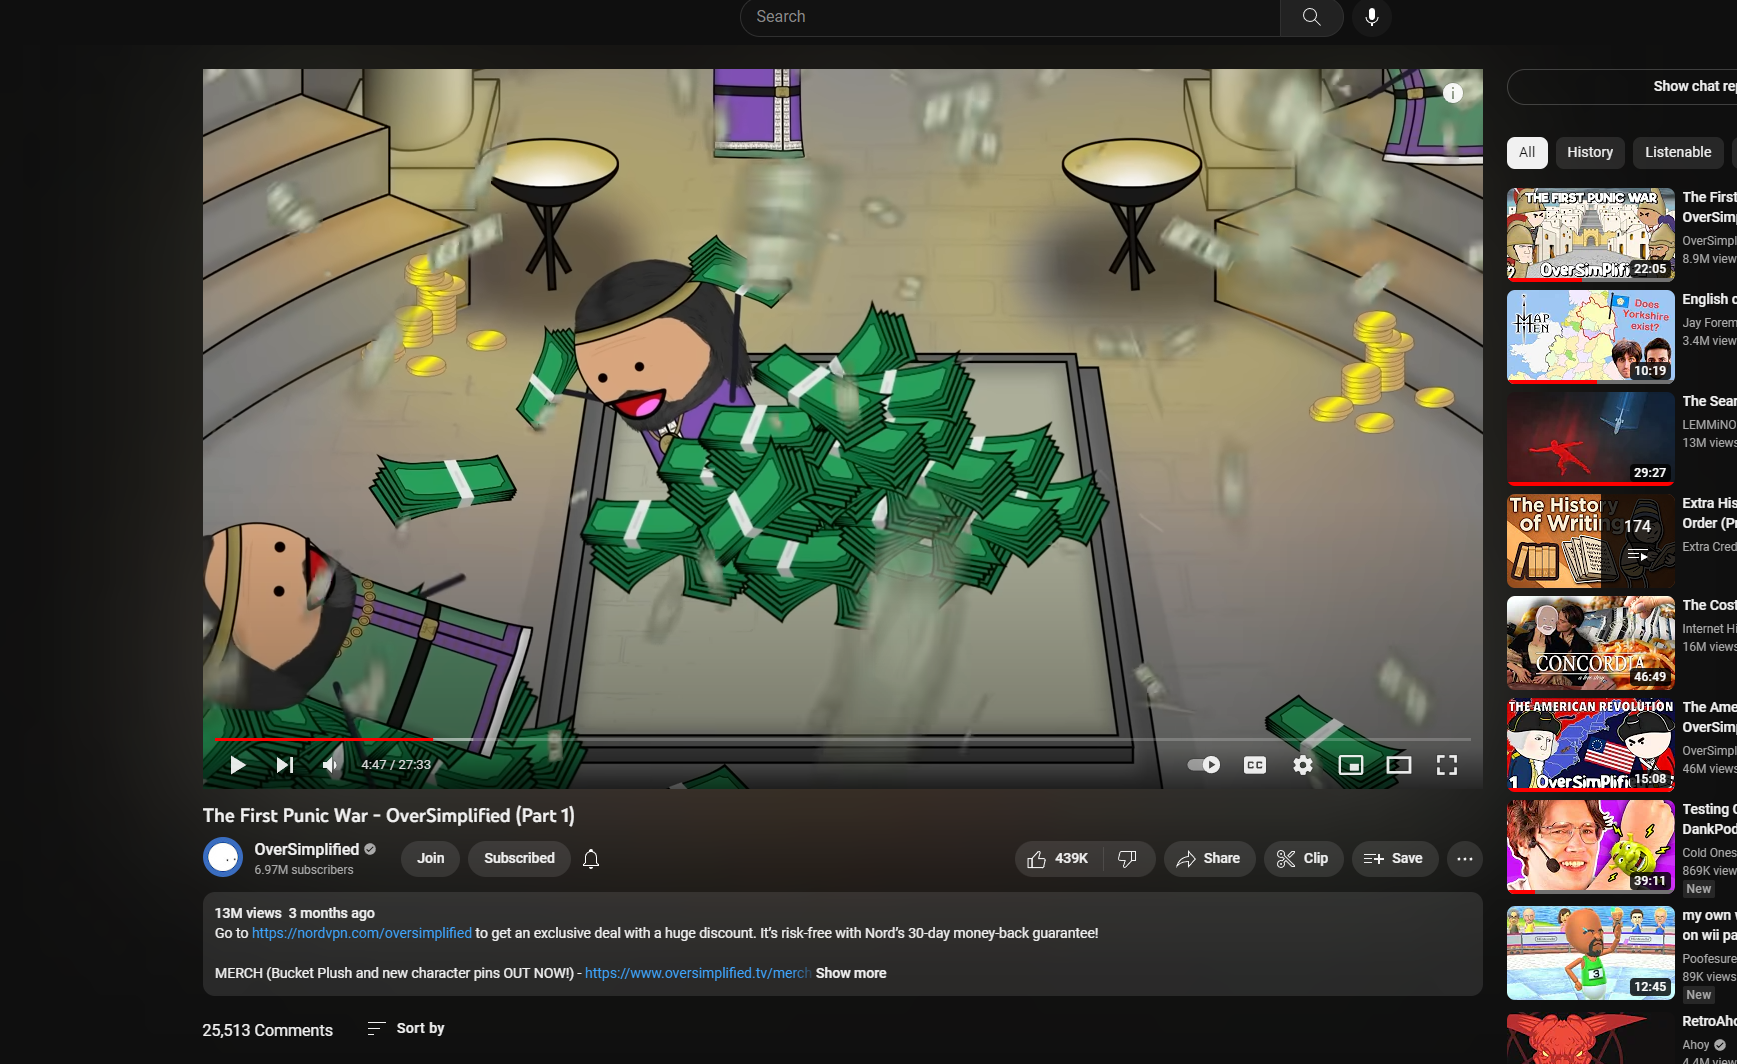 Search
Show chat rep
All
History
Listenable
4:47 / 27:33
CC
The First Punic War - OverSimplified (Part 1)
OverSimplified
6.97M subscribers
Join
Subscribed
439K
Share
Clip
Save
13M views 3 months ago
Go to https://nordvpn.com/oversimplified to get an exclusive deal with a huge discount. It's risk-free with Nord's 30-day money-back guarantee!
MERCH (Bucket Plush and new character pins OUT NOW!) - https://www.oversimplified.tv/merch Show more
25,513 Comments
Sort by
THE FIRST PUNIC WAR
OverSimplifi
22:05
The First
OverSimp
OverSimpl
8.9M view
MAP
MEN
Does
Yorkshire
exist?
10:19
English c
Jay Forem
3.4M view
29:27
The Sear
LEMMiNO
13M views
The History
of Writing
174
Extra His
Order (Pr
Extra Cred
CONCORDIA
46:49
The Cost
Internet Hi
16M views
THE AMERICAN REVOLUTION
1
OverSimplifi
15:08
The Ame
OverSimp
OverSimpl
46M views
39:11
Testing C
DankPod
Cold Ones
869K view
New
3
12:45
my own w
on wii pa
Poofesure
89K views
New
RetroAho
Ahoy
4.4M view